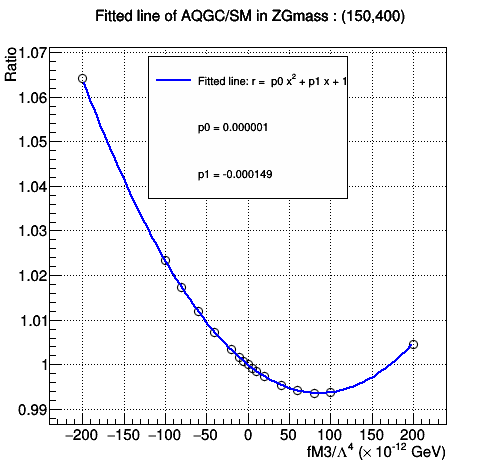 Fitted line of AQGC/SM in ZGmass : (150,400)
Ratio
1.07
1.06
1.05
1.04
1.03
1.02
1.01
1
0.99
Fitted line: r = p0 x² + p1 x + 1
p0 = 0.000001
p1 = -0.000149
−200 −150 −100 −50 0 50 100 150 200
fM3/Λ⁴ (× 10⁻¹² GeV)